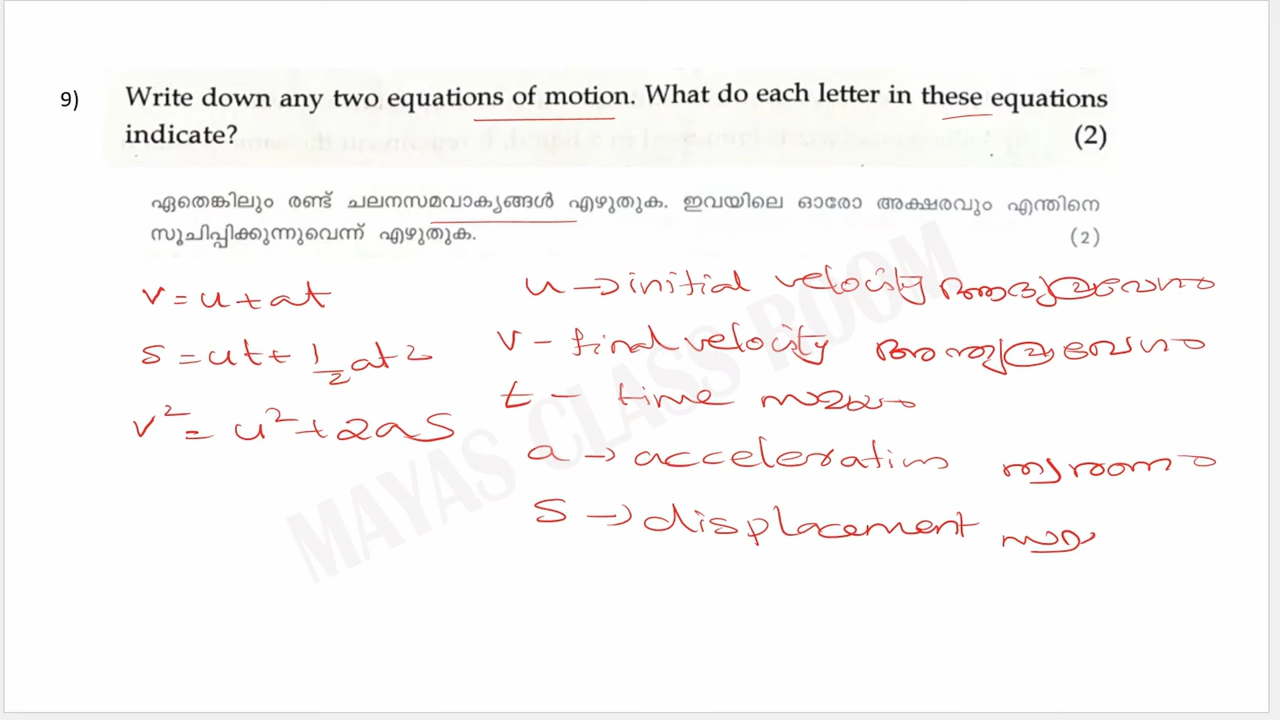 9) Write down any two equations of motion. What do each letter in these equations
indicate? (2)
ഏതെങ്കിലും രണ്ട് ചലനസമവാക്യങ്ങൾ എഴുതുക. ഇവയിലെ ഓരോ അക്ഷരവും എന്തിനെ
സൂചിപ്പിക്കുന്നുവെന്ന് എഴുതുക. (2)
v = u + at
s = ut + 1/2 at2
v² = u² + 2as
u → initial velocity ആദ്യപ്രവേഗം
v - final velocity അന്ത്യപ്രവേഗം
t - time സമയം
a → acceleration ത്വരണം
s → displacement
MAYAS CLASS ROOM